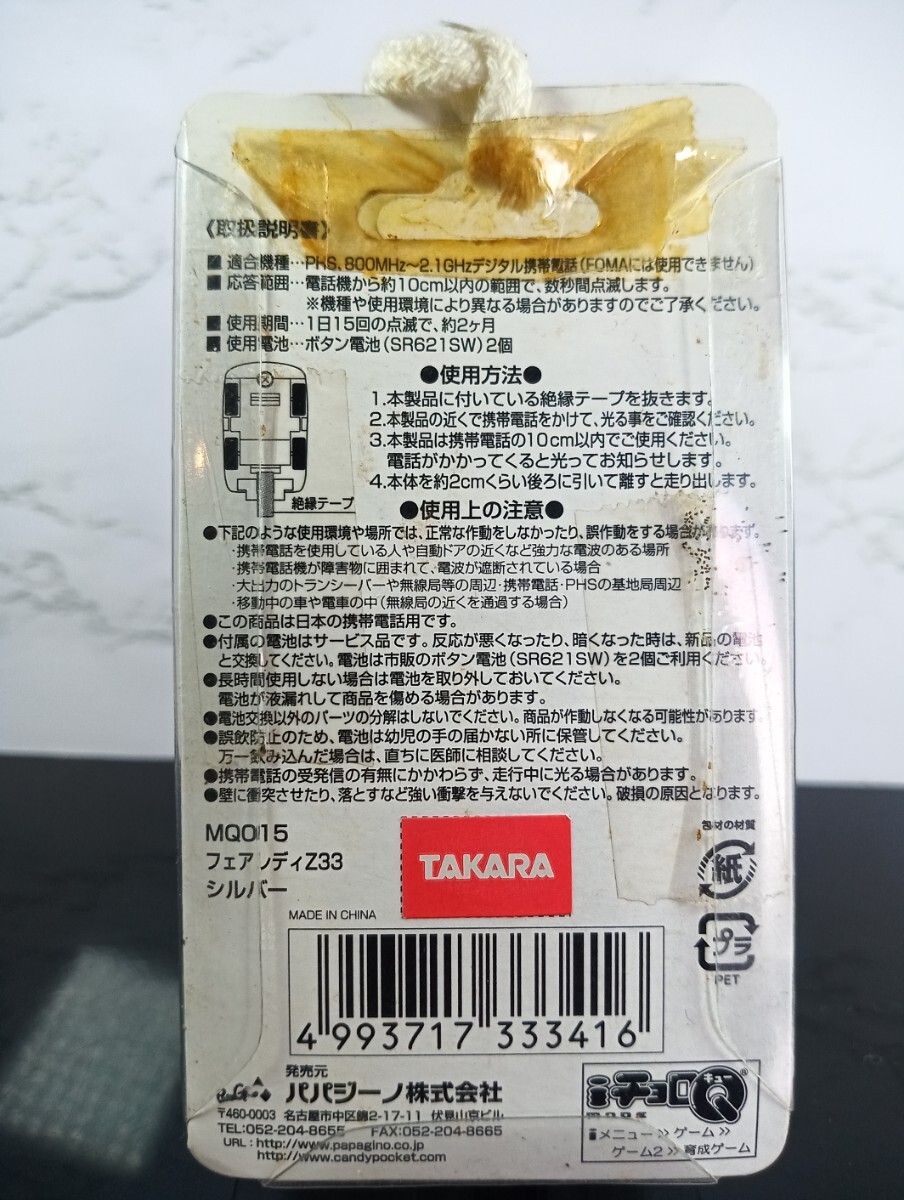 《取扱説明書》
■適合機種…PHS、800MHz～2.1GHzデジタル携帯電話(FOMAには使用できません)
■応答範囲…電話機から約10cm以内の範囲で、数秒間点滅します。
※機種や使用環境により異なる場合がありますのでご了承ください。
■使用期間…1日15回の点滅で、約2ヶ月
■使用電池…ボタン電池(SR621SW)2個
●使用方法●
1.本製品に付いている絶縁テープを抜きます。
2.本製品の近くで携帯電話をかけて、光る事をご確認ください。
3.本製品は携帯電話の10cm以内でご使用ください。
電話がかかってくると光ってお知らせします。
4.本体を約2cmくらい後ろに引いて離すと走り出します。
絶縁テープ
●使用上の注意●
●下記のような使用環境や場所では、正常な作動をしなかったり、誤作動をする場合があります。
・携帯電話を使用している人や自動ドアの近くなど強力な電波のある場所
・携帯電話機が障害物に囲まれて、電波が遮断されている場合
・大出力のトランシーバーや無線局等の周辺・携帯電話・PHSの基地局周辺
・移動中の車や電車の中(無線局の近くを通過する場合)
●この商品は日本の携帯電話用です。
●付属の電池はサービス品です。反応が悪くなったり、暗くなった時は、新品の電池
と交換してください。電池は市販のボタン電池(SR621SW)を2個ご利用ください。
●長時間使用しない場合は電池を取り外しておいてください。
電池が液漏れして商品を傷める場合があります。
●電池交換以外のパーツの分解はしないでください。商品が作動しなくなる可能性があります。
●誤飲防止のため、電池は幼児の手の届かない所に保管してください。
万一飲み込んだ場合は、直ちに医師に相談してください。
●携帯電話の受発信の有無にかかわらず、走行中に光る場合があります。
●壁に衝突させたり、落とすなど強い衝撃を与えないでください。破損の原因となります。
MQ015
フェアレディZ33
シルバー
TAKARA
包材の材質
紙
プラ
PET
MADE IN CHINA
4 993717 333416
発売元
パパジーノ株式会社
〒460-0003 名古屋市中区錦2-17-11 伏見山京ビル
TEL:052-204-8655 FAX:052-204-8665
URL:http://www.papagino.co.jp
http://www.candypocket.com
iチョロQ®
キュー
iメニュー≫ゲーム≫
ゲーム2≫育成ゲーム